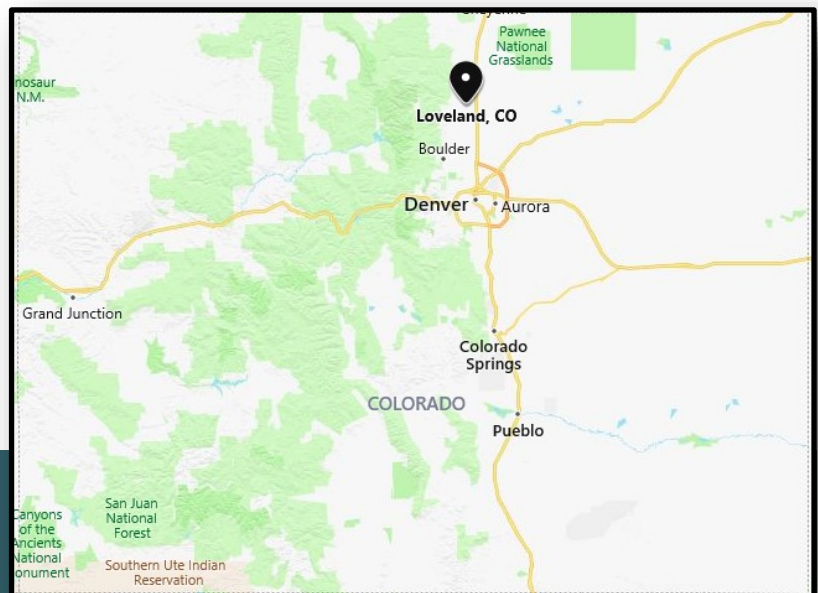 Cheyenne
Pawnee
National
Grasslands
nosaur
N.M.
Loveland, CO
Boulder
Denver
Aurora
Grand Junction
Colorado
Springs
COLORADO
Pueblo
San Juan
National
Forest
Canyons
of the
Ancients
National
onument
Southern Ute Indian
Reservation